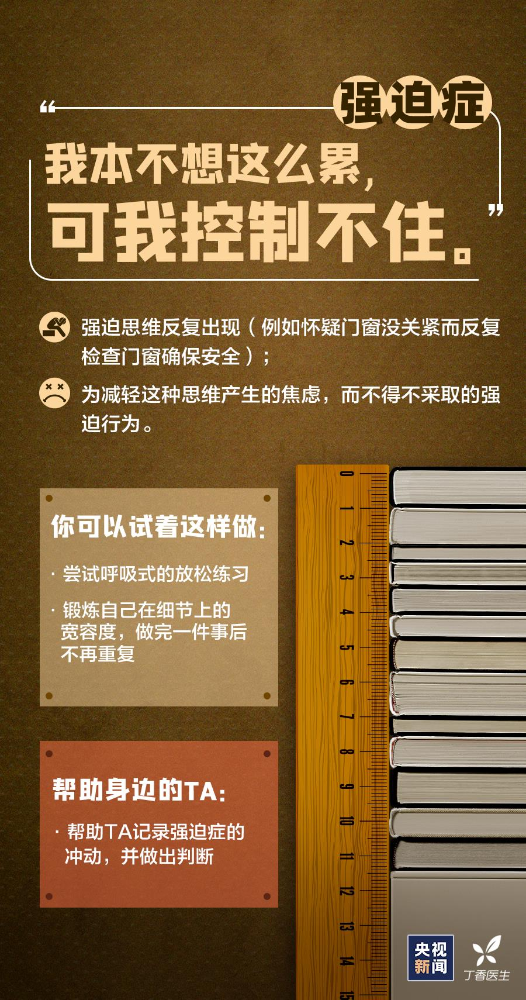 强迫症
“我本不想这么累，
可我控制不住。”
强迫思维反复出现（例如怀疑门窗没关紧而反复
检查门窗确保安全）；
为减轻这种思维产生的焦虑，而不得不采取的强
迫行为。
你可以试着这样做：
· 尝试呼吸式的放松练习
· 锻炼自己在细节上的
宽容度，做完一件事后
不再重复
帮助身边的TA：
· 帮助TA记录强迫症的
冲动，并做出判断
0
1
2
3
4
5
6
7
8
9
10
11
12
13
14
15
央视
新闻
丁香医生